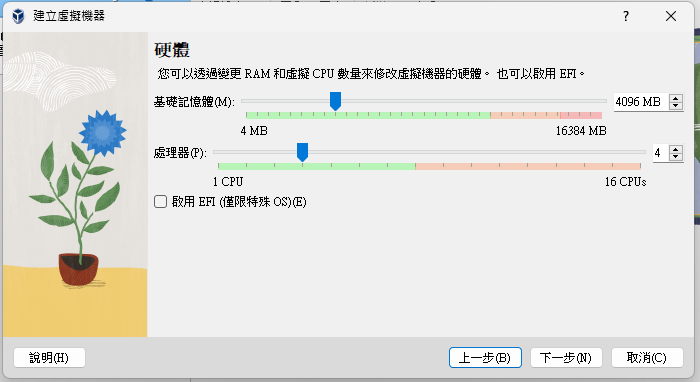 建立虛擬機器
?
硬體
您可以透過變更 RAM 和虛擬 CPU 數量來修改虛擬機器的硬體。 也可以啟用 EFI。
基礎記憶體(M):
4096 MB
4 MB
16384 MB
處理器(P):
4
1 CPU
16 CPUs
啟用 EFI (僅限特殊 OS)(E)
說明(H)
上一步(B)
下一步(N)
取消(C)